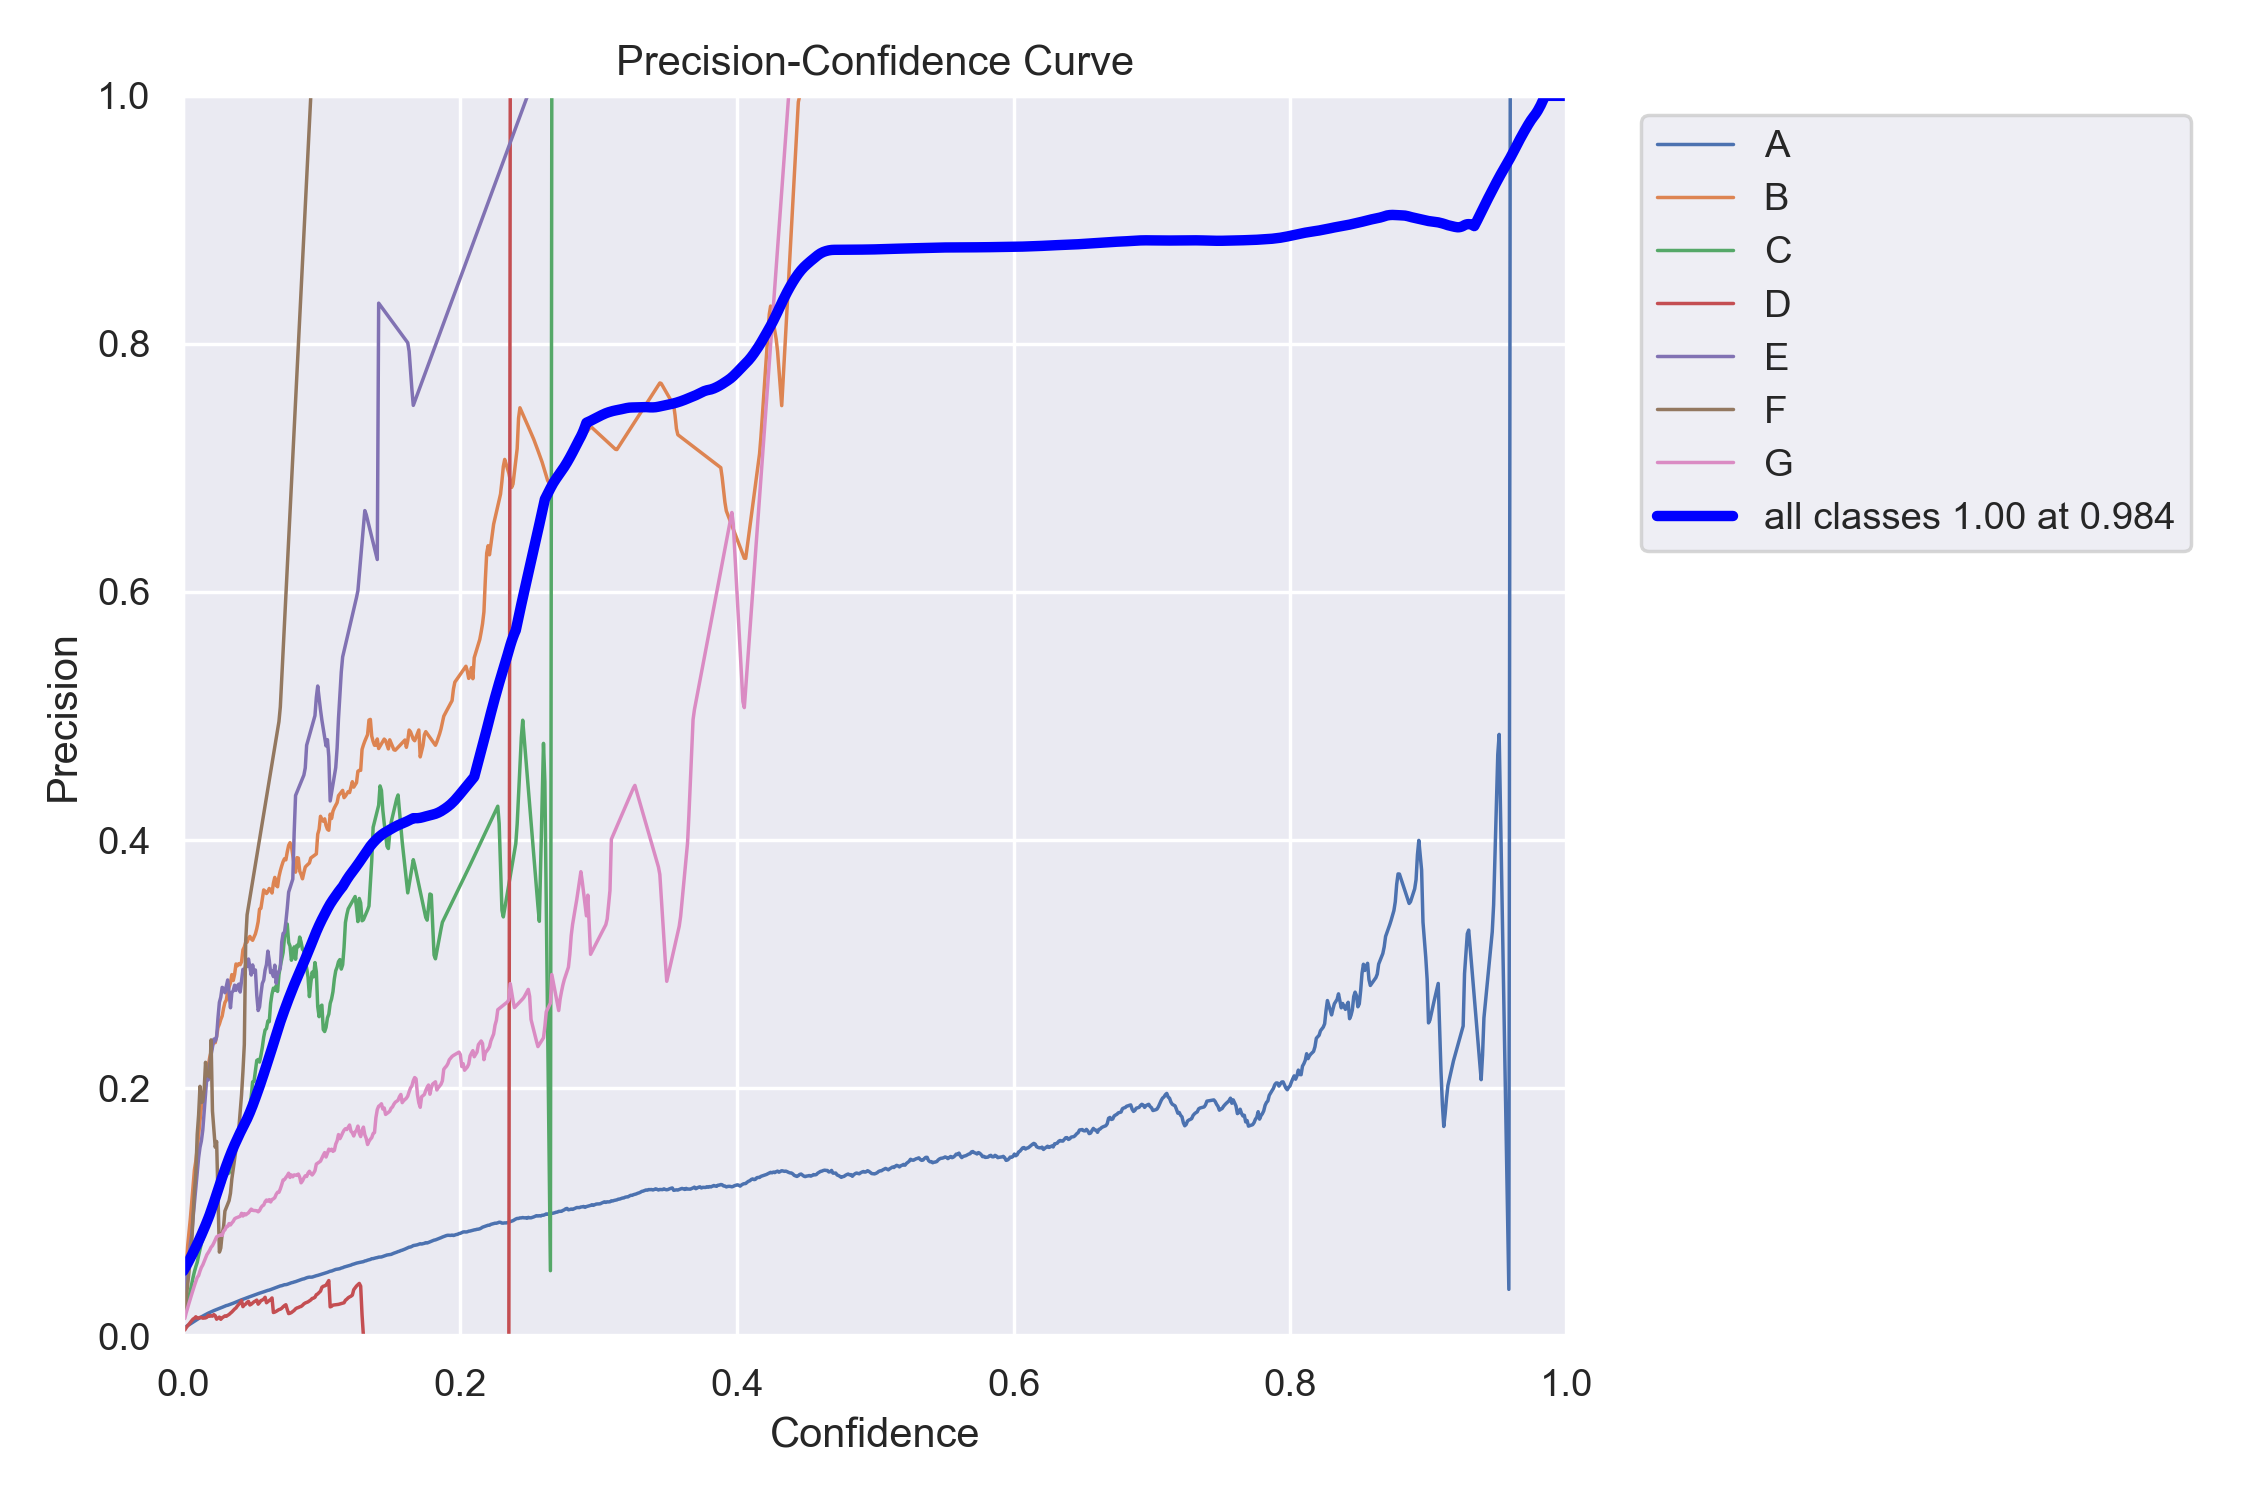 Precision-Confidence Curve
1.0
0.8
0.6
0.4
0.2
0.0
Precision
0.0 0.2 0.4 0.6 0.8 1.0
Confidence
A
B
C
D
E
F
G
all classes 1.00 at 0.984